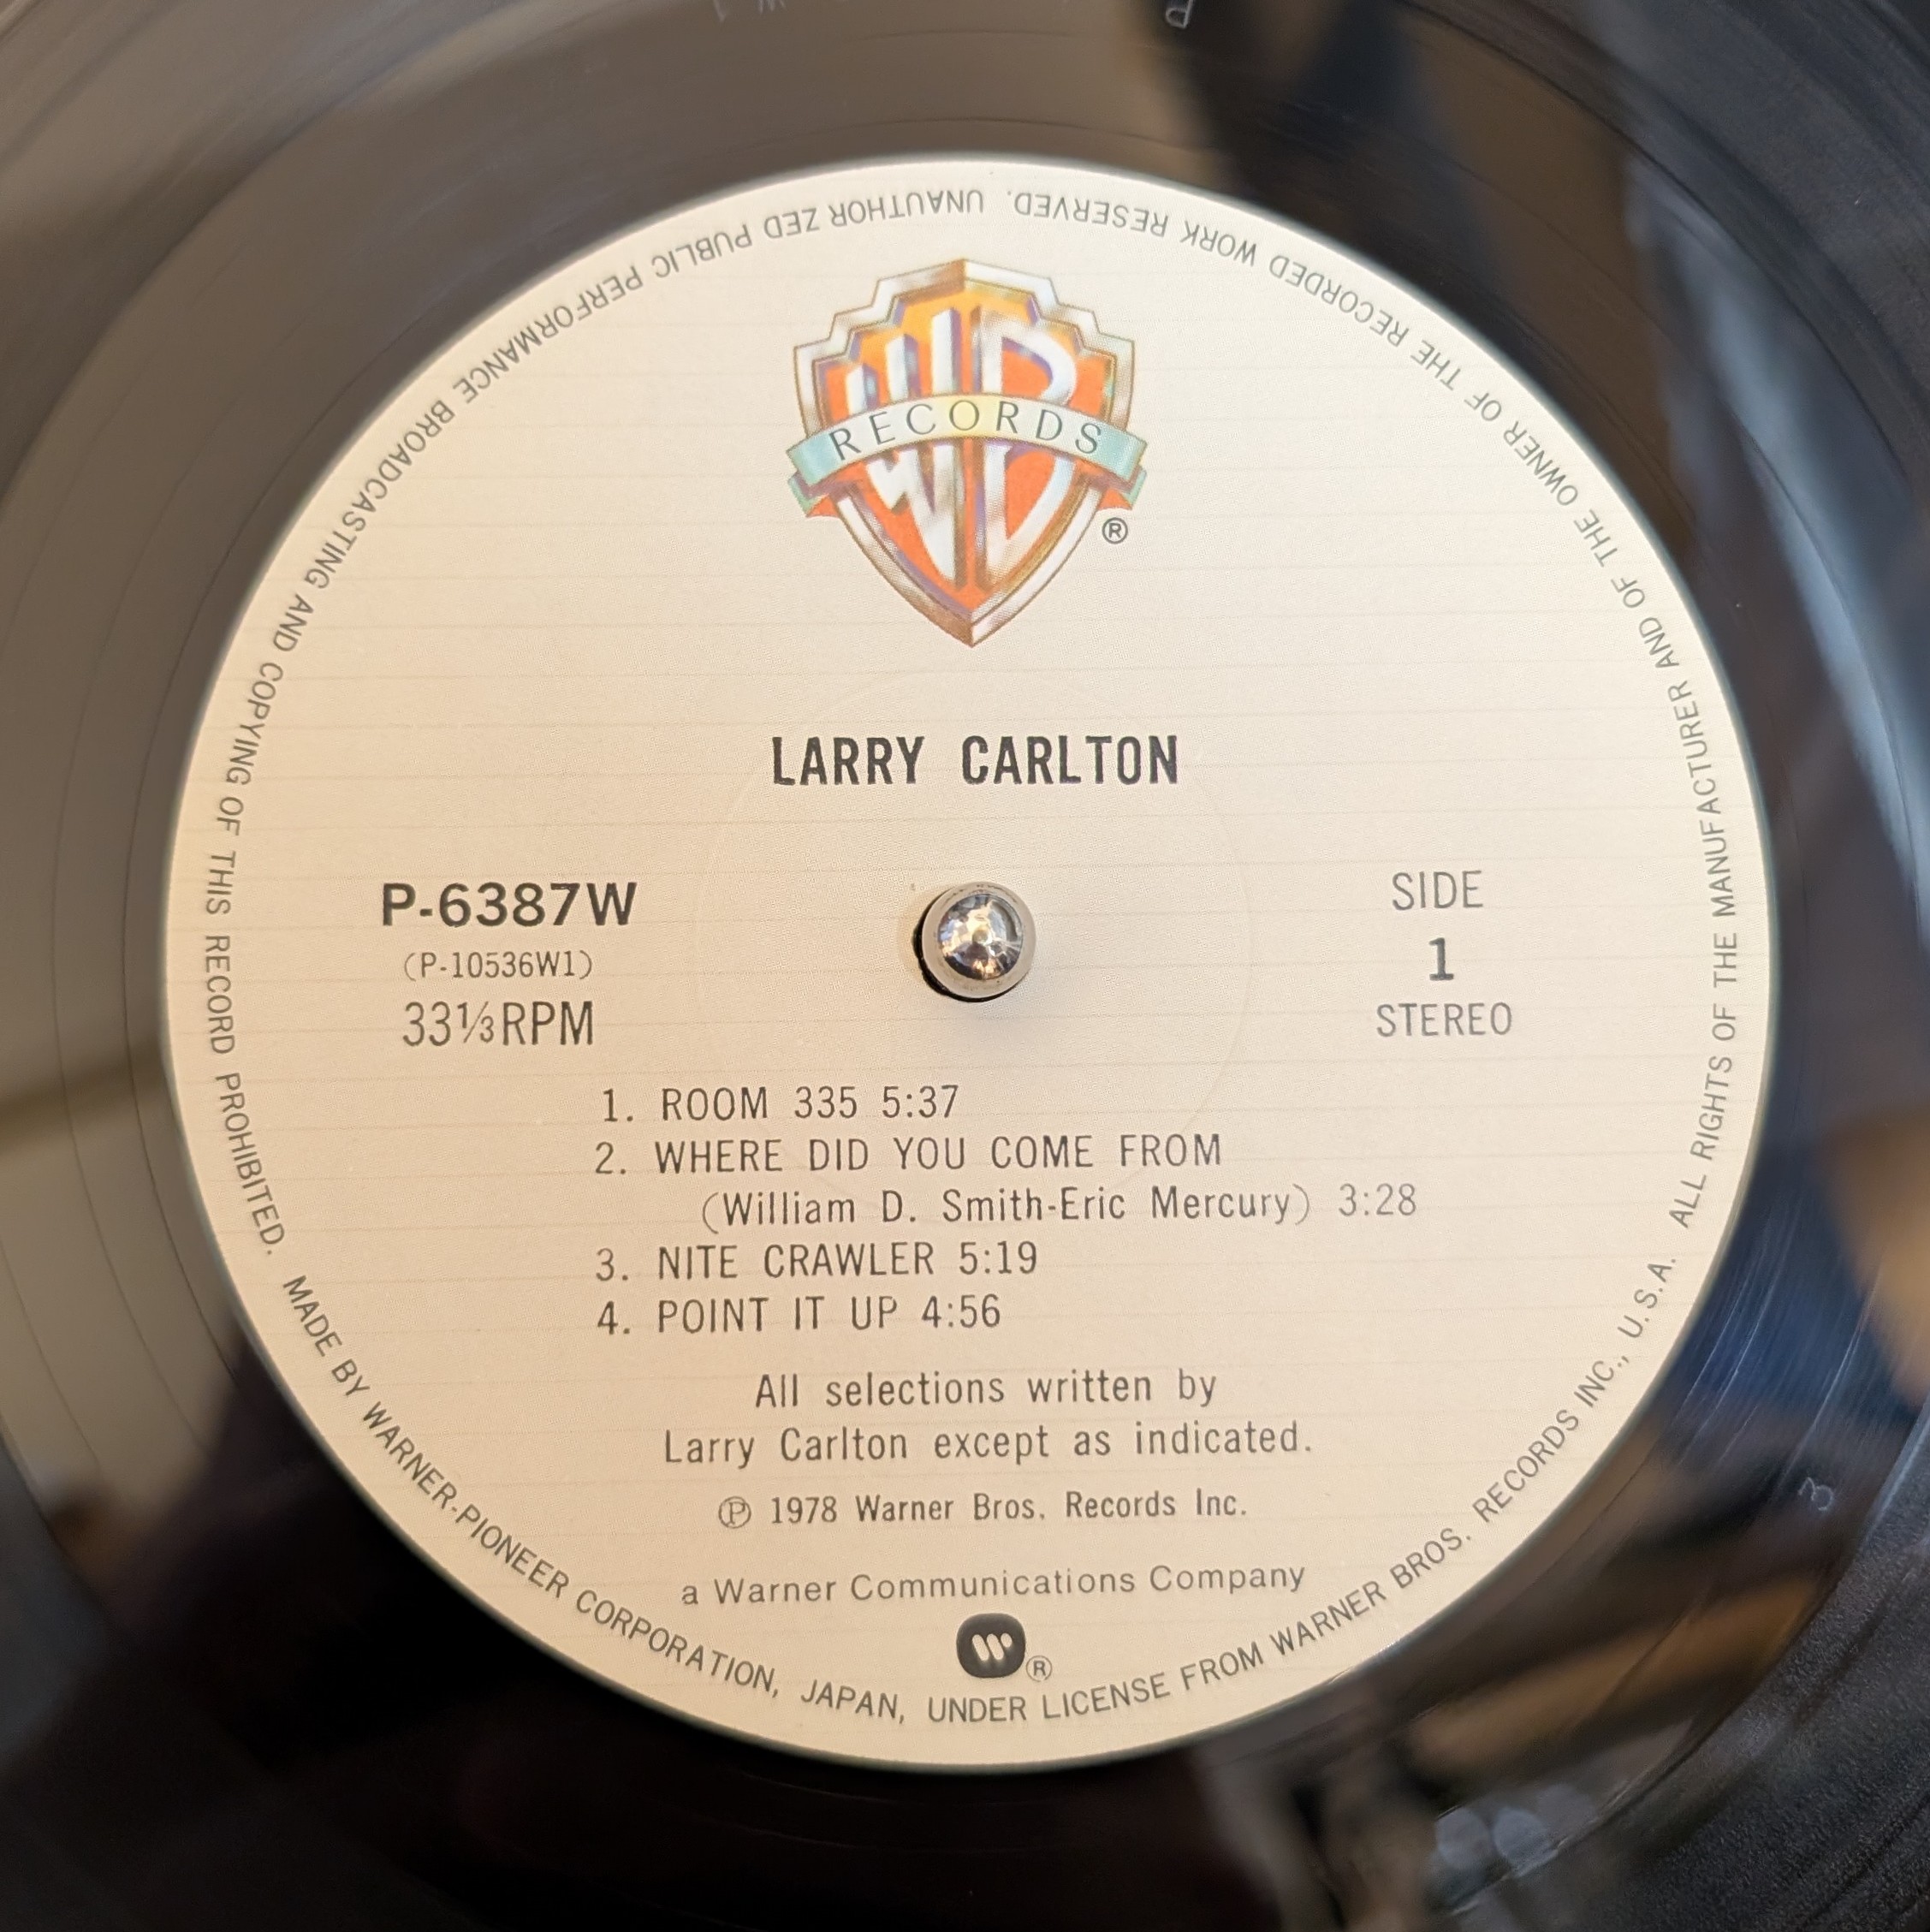 WB
RECORDS
®
LARRY CARLTON
P-6387W
(P-10536W1)
33⅓RPM
SIDE
1
STEREO
1. ROOM 335 5:37
2. WHERE DID YOU COME FROM
(William D. Smith-Eric Mercury) 3:28
3. NITE CRAWLER 5:19
4. POINT IT UP 4:56
All selections written by
Larry Carlton except as indicated.
Ⓟ 1978 Warner Bros. Records Inc.
a Warner Communications Company
®
MADE BY WARNER-PIONEER CORPORATION, JAPAN, UNDER LICENSE FROM WARNER BROS. RECORDS INC., U.S.A. ALL RIGHTS OF THE MANUFACTURER AND OF THE OWNER OF THE RECORDED WORK RESERVED. UNAUTHOR ZED PUBLIC PERFORMANCE BROADCASTING AND COPYING OF THIS RECORD PROHIBITED.
3